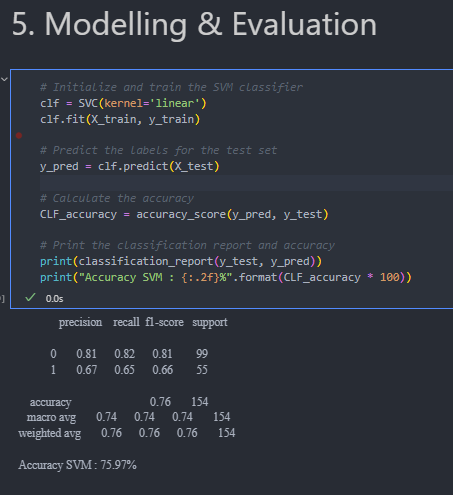 5. Modelling & Evaluation
# Initialize and train the SVM classifier
clf = SVC(kernel='linear')
clf.fit(X_train, y_train)
# Predict the labels for the test set
y_pred = clf.predict(X_test)
# Calculate the accuracy
CLF_accuracy = accuracy_score(y_pred, y_test)
# Print the classification report and accuracy
print(classification_report(y_test, y_pred))
print("Accuracy SVM : {:.2f}%".format(CLF_accuracy * 100))
] 0.0s
precision recall f1-score support
0 0.81 0.82 0.81 99
1 0.67 0.65 0.66 55
accuracy 0.76 154
macro avg 0.74 0.74 0.74 154
weighted avg 0.76 0.76 0.76 154
Accuracy SVM : 75.97%